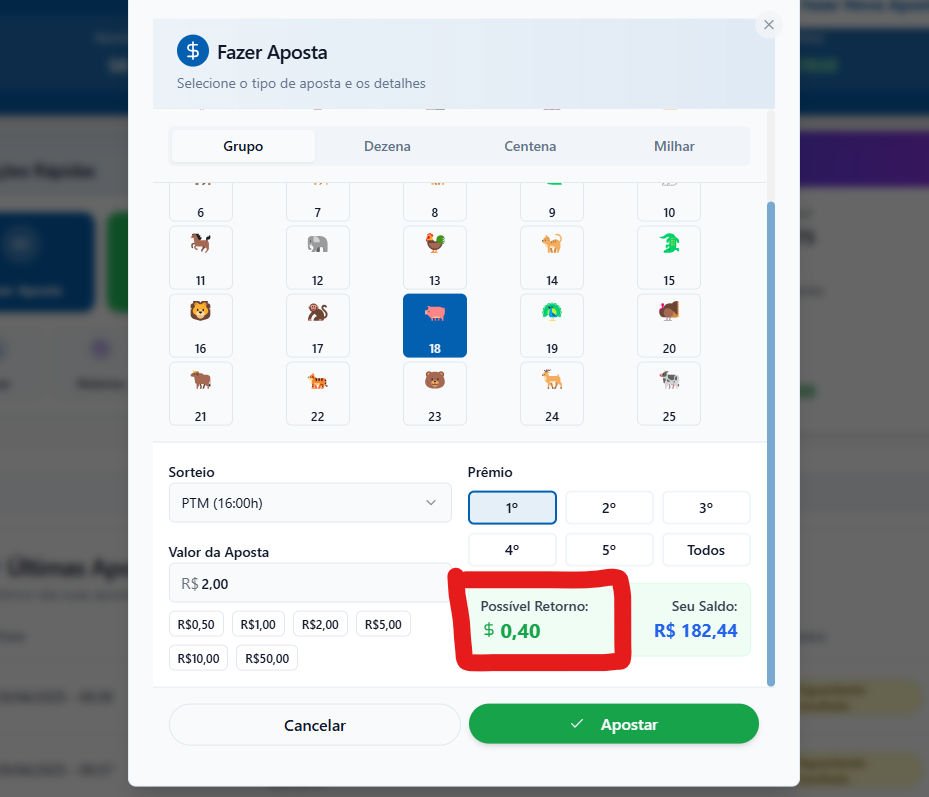 Fazer Aposta
Selecione o tipo de aposta e os detalhes
Grupo Dezena Centena Milhar
6 7 8 9 10
11 12 13 14 15
16 17 18 19 20
21 22 23 24 25
Sorteio
PTM (16:00h)
Prêmio
1º 2º 3º
4º 5º Todos
Valor da Aposta
R$ 2,00
R$0,50 R$1,00 R$2,00 R$5,00
R$10,00 R$50,00
Possível Retorno:
$ 0,40
Seu Saldo:
R$ 182,44
Cancelar
Apostar
Últimas